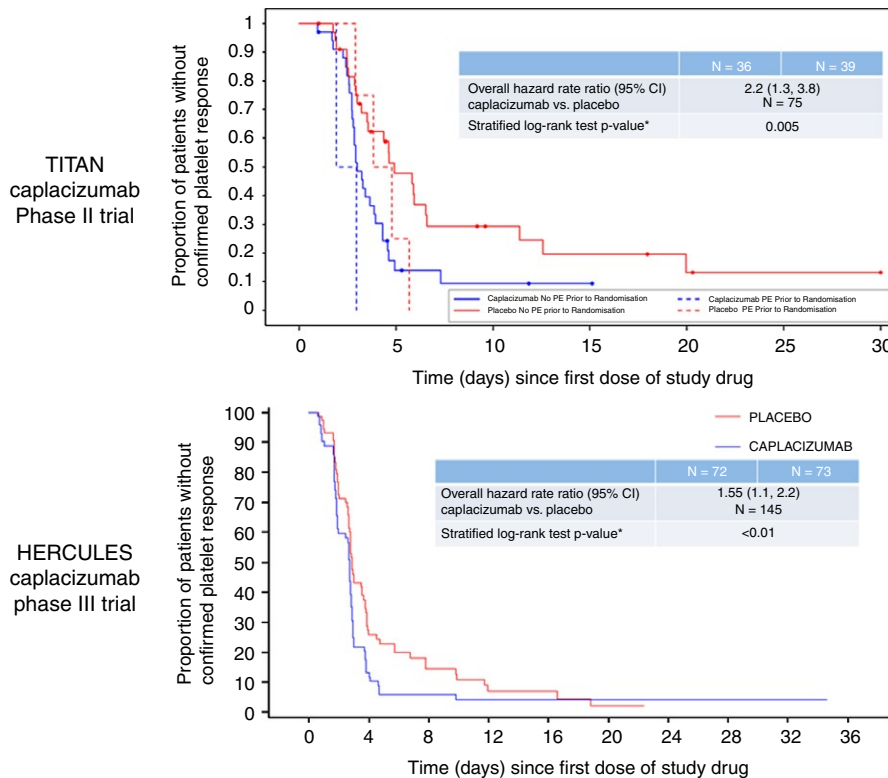 TITAN
caplacizumab
Phase II trial
Proportion of patients without
confirmed platelet response
1
0.9
0.8
0.7
0.6
0.5
0.4
0.3
0.2
0.1
0
N = 36 N = 39
Overall hazard rate ratio (95% CI) 2.2 (1.3, 3.8)
caplacizumab vs. placebo N = 75
Stratified log-rank test p-value* 0.005
Caplacizumab No PE Prior to Randomisation Caplacizumab PE Prior to Randomisation
Placebo No PE prior to Randomisation Placebo PE Prior to Randomisation
0 5 10 15 20 25 30
Time (days) since first dose of study drug
HERCULES
caplacizumab
phase III trial
Proportion of patients without
confirmed platelet response
100
90
80
70
60
50
40
30
20
10
0
PLACEBO
CAPLACIZUMAB
N = 72 N = 73
Overall hazard rate ratio (95% CI) 1.55 (1.1, 2.2)
caplacizumab vs. placebo N = 145
Stratified log-rank test p-value* <0.01
0 4 8 12 16 20 24 28 32 36
Time (days) since first dose of study drug